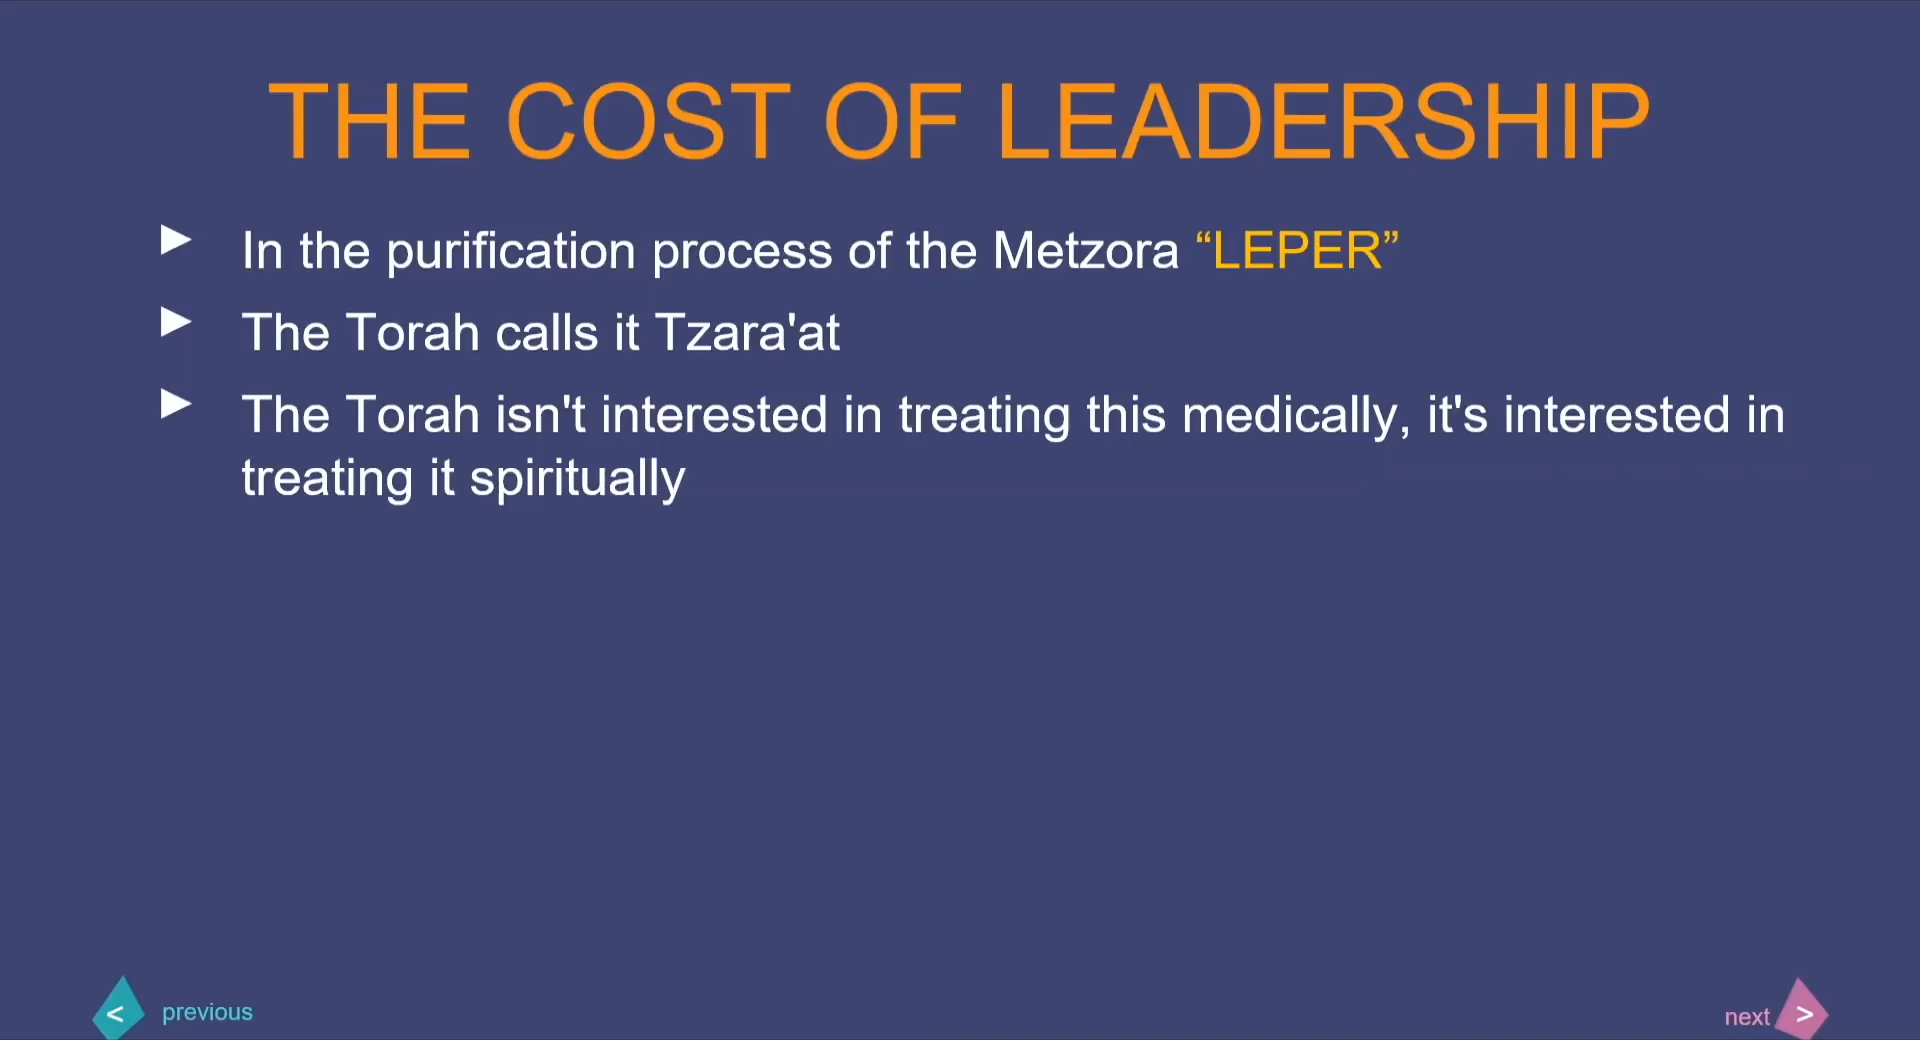 THE COST OF LEADERSHIP
► In the purification process of the Metzora “LEPER”
► The Torah calls it Tzara'at
► The Torah isn't interested in treating this medically, it's interested in
treating it spiritually
< previous
next >